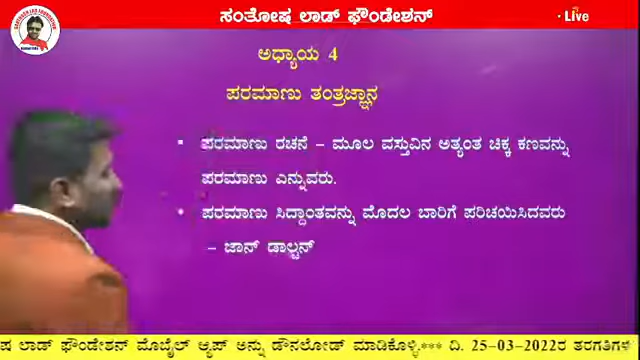 ಸಂತೋಷ ಲಾಡ್ ಫೌಂಡೇಶನ್
· Live
ಅಧ್ಯಾಯ 4
ಪರಮಾಣು ತಂತ್ರಜ್ಞಾನ
• ಪರಮಾಣು ರಚನೆ – ಮೂಲ ವಸ್ತುವಿನ ಅತ್ಯಂತ ಚಿಕ್ಕ ಕಣವನ್ನು
ಪರಮಾಣು ಎನ್ನುವರು.
• ಪರಮಾಣು ಸಿದ್ದಾಂತವನ್ನು ಮೊದಲ ಬಾರಿಗೆ ಪರಿಚಯಿಸಿದವರು
– ಜಾನ್ ಡಾಲ್ಟನ್
ಷ ಲಾಡ್ ಫೌಂಡೇಶನ್ ಮೊಬೈಲ್ ಆ್ಯಪ್ ಅನ್ನು ಡೌನಲೋಡ್ ಮಾಡಿಕೊಳ್ಳಿ.*** ದಿ. 25-03-2022ರ ತರಗತಿಗಳ